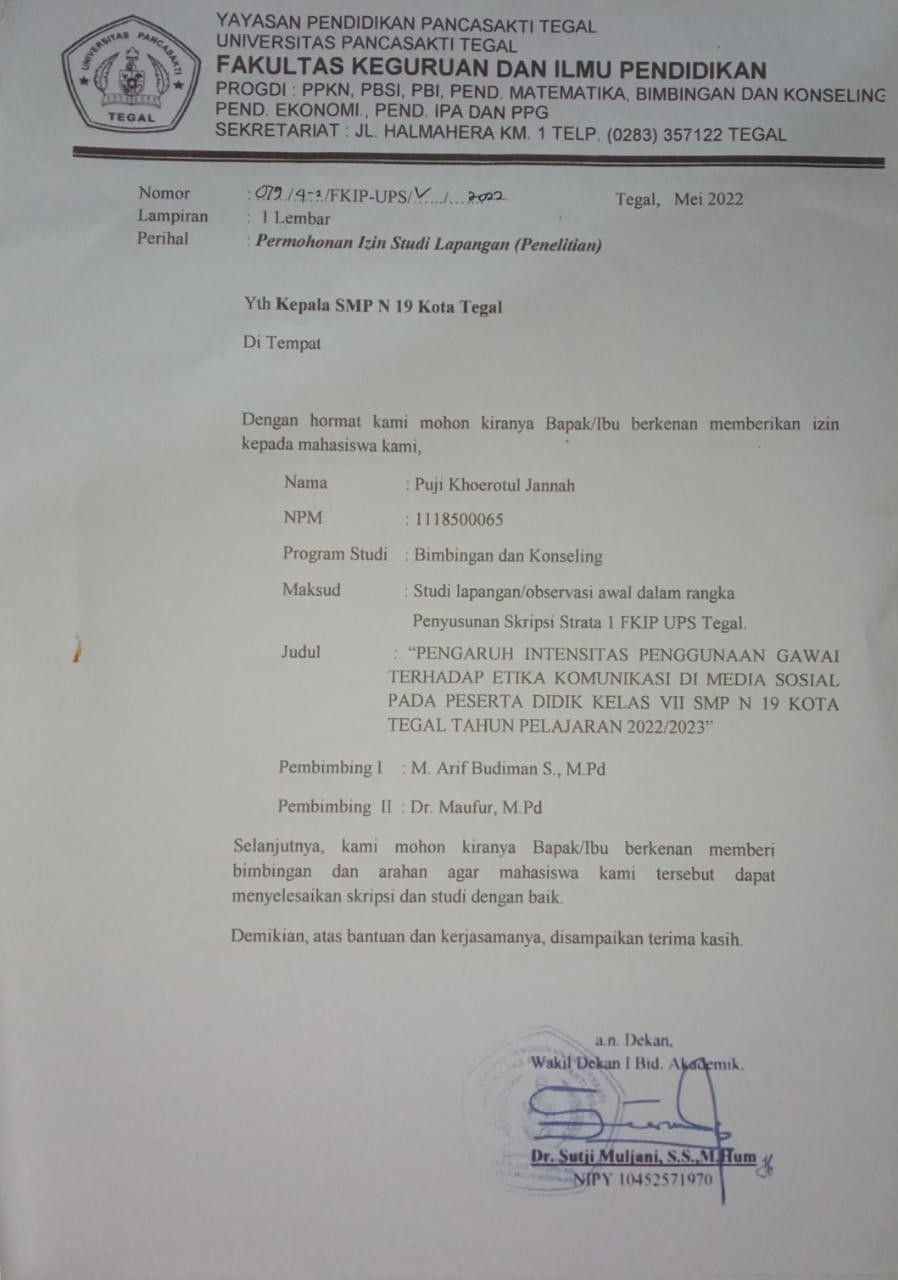 UNIVERSITAS PANCASAKTI
TEGAL
YAYASAN PENDIDIKAN PANCASAKTI TEGAL
UNIVERSITAS PANCASAKTI TEGAL
FAKULTAS KEGURUAN DAN ILMU PENDIDIKAN
PROGDI : PPKN, PBSI, PBI, PEND. MATEMATIKA, BIMBINGAN DAN KONSELING
PEND. EKONOMI., PEND. IPA DAN PPG
SEKRETARIAT : JL. HALMAHERA KM. 1 TELP. (0283) 357122 TEGAL
Nomor : 079/4-2/FKIP-UPS/V/2022 Tegal, Mei 2022
Lampiran : 1 Lembar
Perihal : Permohonan Izin Studi Lapangan (Penelitian)
Yth Kepala SMP N 19 Kota Tegal
Di Tempat
Dengan hormat kami mohon kiranya Bapak/Ibu berkenan memberikan izin
kepada mahasiswa kami,
Nama : Puji Khoerotul Jannah
NPM : 1118500065
Program Studi : Bimbingan dan Konseling
Maksud : Studi lapangan/observasi awal dalam rangka
Penyusunan Skripsi Strata 1 FKIP UPS Tegal.
Judul : “PENGARUH INTENSITAS PENGGUNAAN GAWAI
TERHADAP ETIKA KOMUNIKASI DI MEDIA SOSIAL
PADA PESERTA DIDIK KELAS VII SMP N 19 KOTA
TEGAL TAHUN PELAJARAN 2022/2023”
Pembimbing I : M. Arif Budiman S., M.Pd
Pembimbing II : Dr. Maufur, M.Pd
Selanjutnya, kami mohon kiranya Bapak/Ibu berkenan memberi
bimbingan dan arahan agar mahasiswa kami tersebut dapat
menyelesaikan skripsi dan studi dengan baik.
Demikian, atas bantuan dan kerjasamanya, disampaikan terima kasih.
a.n. Dekan,
Wakil Dekan I Bid. Akademik.
Dr. Sutji Muljani, S.S.,M.Hum
NIPY 10452571970